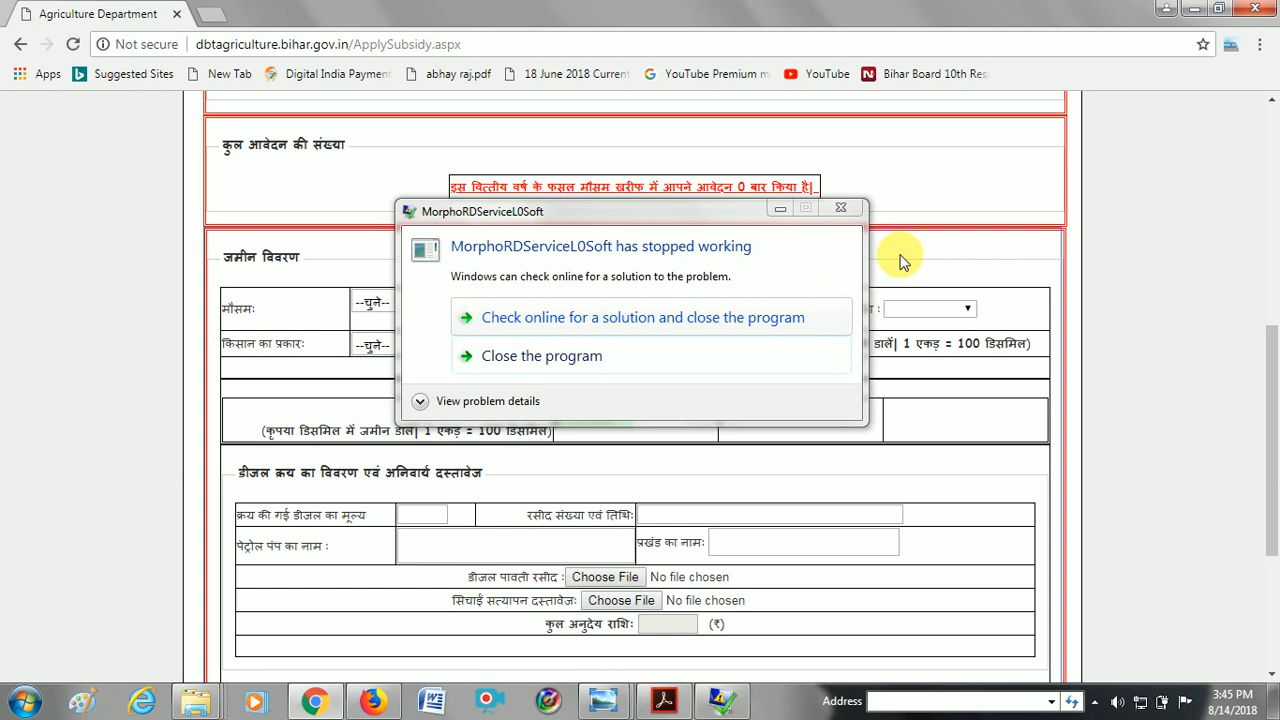 Agriculture Department
Not secure | dbtagriculture.bihar.gov.in/ApplySubsidy.aspx
Apps Suggested Sites New Tab Digital India Payment abhay raj.pdf 18 June 2018 Current YouTube Premium m YouTube Bihar Board 10th Res
कुल आवेदन की संख्या
इस वित्तीय वर्ष के फसल मौसम खरीफ में आपने आवेदन 0 बार किया है|
MorphoRDServiceL0Soft
MorphoRDServiceL0Soft has stopped working
जमीन विवरण
Windows can check online for a solution to the problem.
मौसम: --चुने--
Check online for a solution and close the program
किसान का प्रकार: --चुने-- डालें| 1 एकड़ = 100 डिसमिल)
Close the program
View problem details
(कृपया डिसमिल में जमीन डाले| 1 एकड़ = 100 डिसमिल)
डीजल क्रय का विवरण एवं अनिवार्य दस्तावेज
क्रय की गई डीजल का मूल्य रसीद संख्या एवं तिथि:
पेट्रोल पंप का नाम : प्रखंड का नाम:
डीजल पावती रसीद : Choose File No file chosen
सिंचाई सत्यापन दस्तावेज: Choose File No file chosen
कुल अनुदेय राशि: (₹)
Address
3:45 PM
8/14/2018